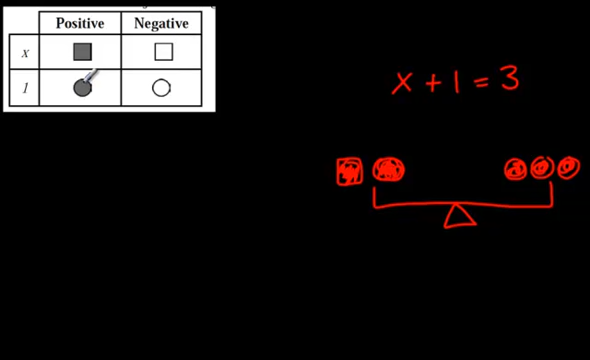 Positive Negative
x
1
x + 1 = 3